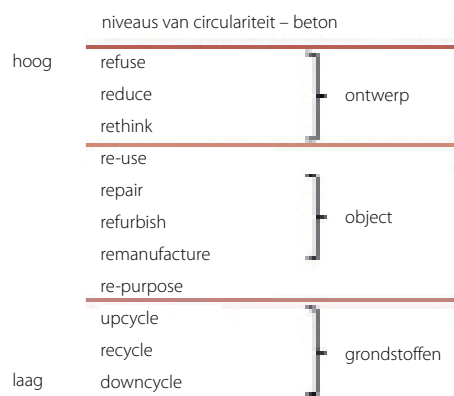 niveaus van circulariteit – beton
hoog refuse
reduce ontwerp
rethink
re-use
repair
refurbish object
remanufacture
re-purpose
upcycle
recycle grondstoffen
laag downcycle